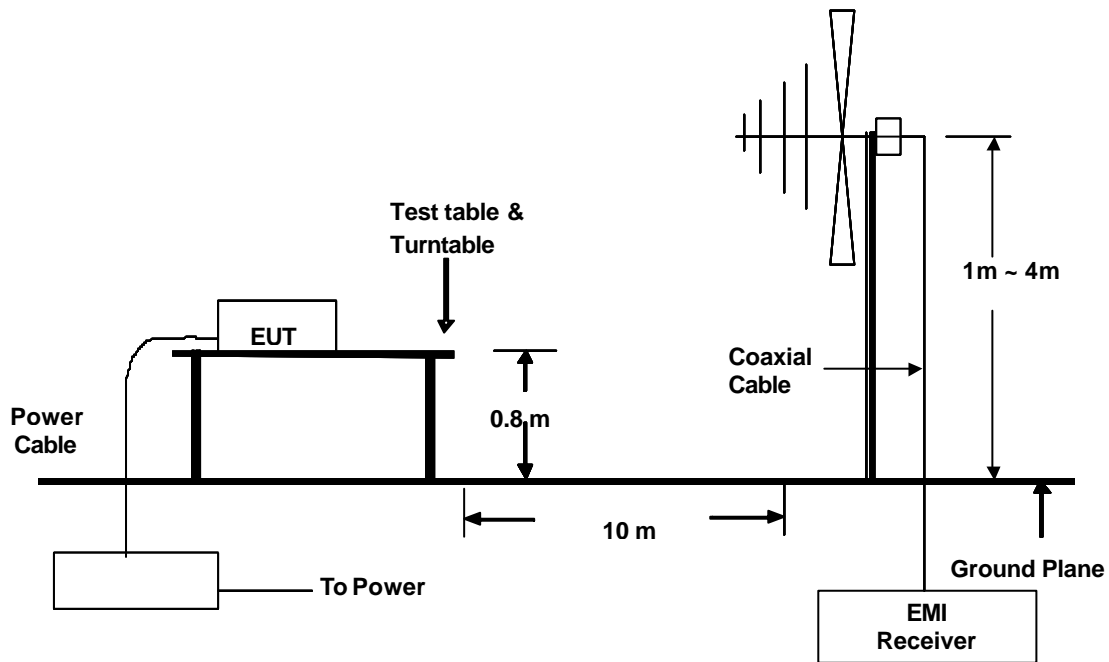 Test table &
Turntable
1m ~ 4m
EUT
Coaxial
Cable
0.8 m
Power
Cable
10 m
Ground Plane
To Power
EMI
Receiver